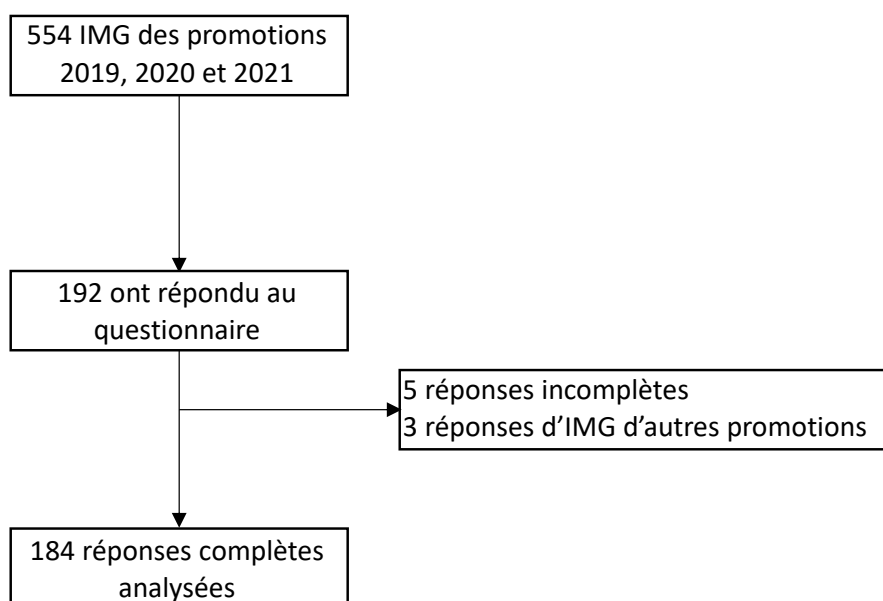 554 IMG des promotions
2019, 2020 et 2021
192 ont répondu au
questionnaire
5 réponses incomplètes
3 réponses d’IMG d’autres promotions
184 réponses complètes
analysées